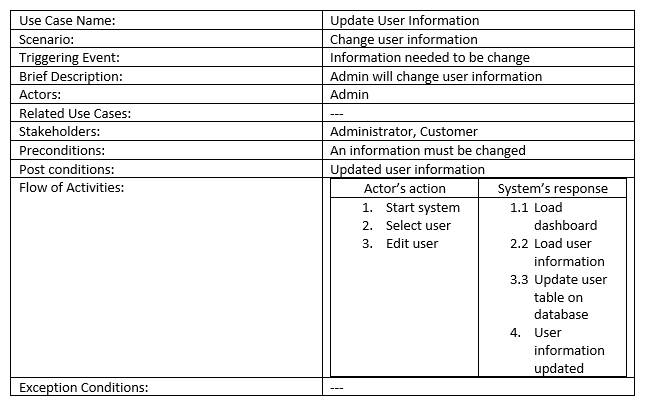 Use Case Name: Update User Information
Scenario: Change user information
Triggering Event: Information needed to be change
Brief Description: Admin will change user information
Actors: Admin
Related Use Cases: ---
Stakeholders: Administrator, Customer
Preconditions: An information must be changed
Post conditions: Updated user information
Flow of Activities:
Actor's action
1. Start system
2. Select user
3. Edit user
System's response
1.1 Load
dashboard
2.2 Load user
information
3.3 Update user
table on
database
4. User
information
updated
Exception Conditions: ---